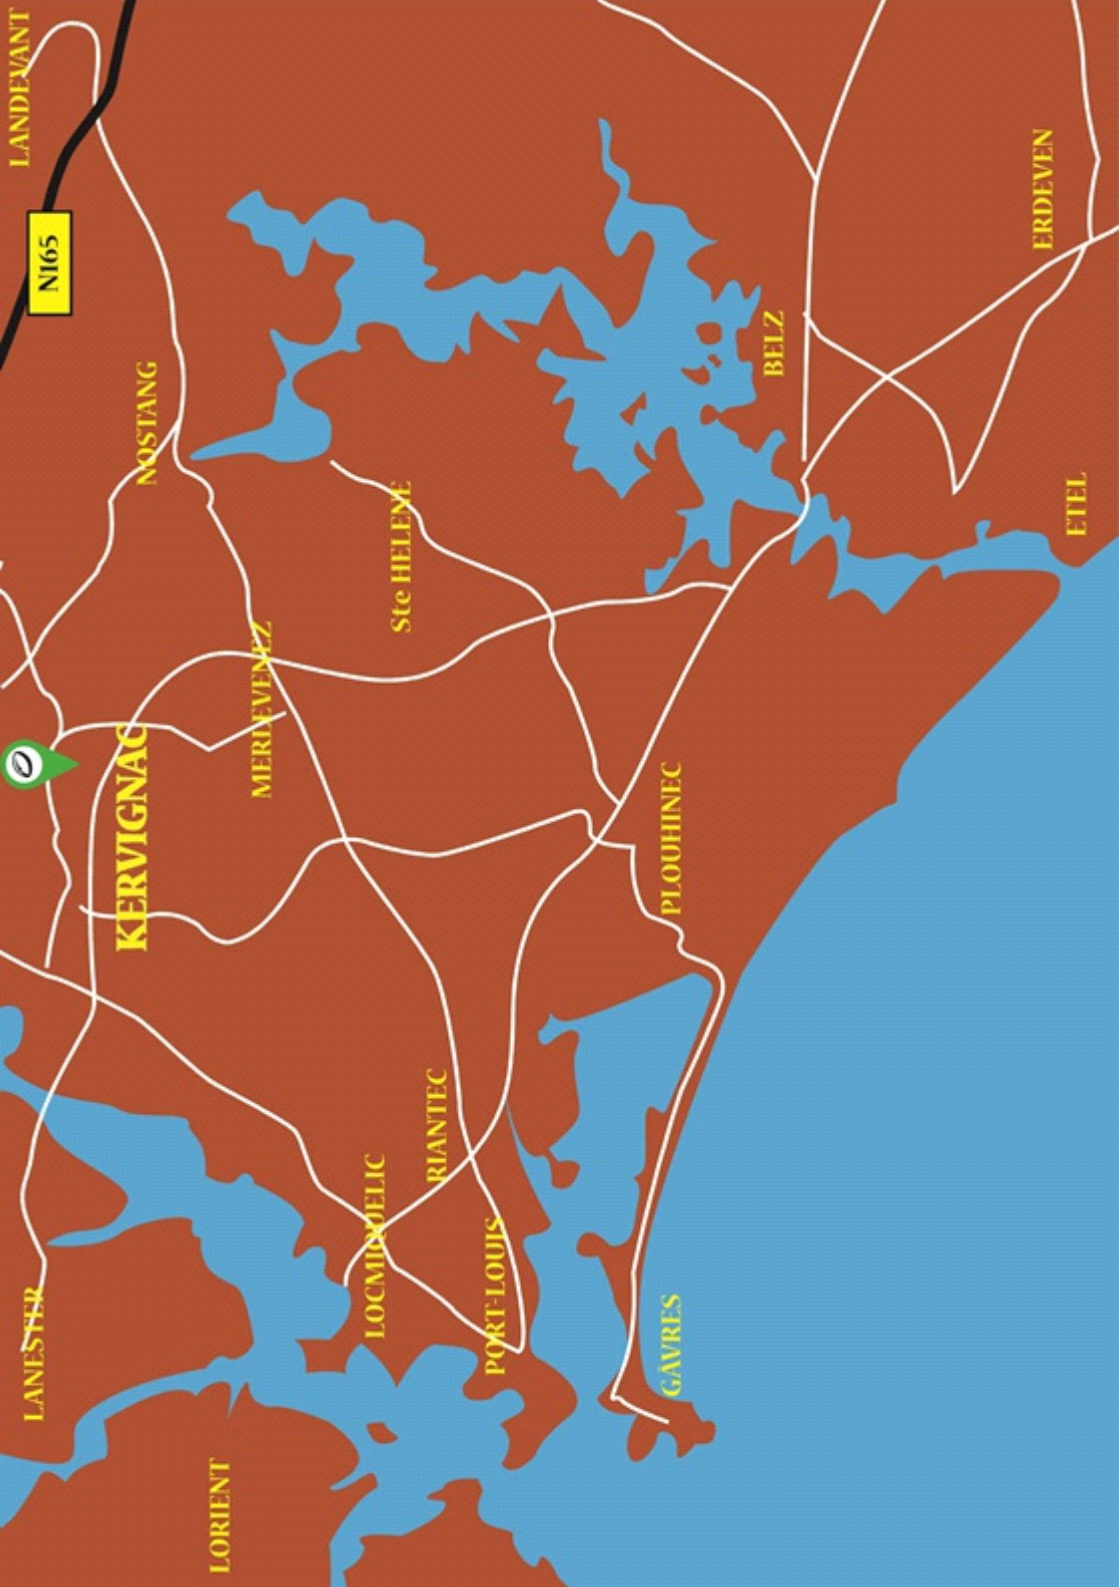 LANESTER
LANDEVANT
N165
KERVIGNAC
NOSTANG
LORIENT
MERLEVENEZ
LOCMIQUELIC
Ste HELENE
RIANTEC
PORT-LOUIS
GÂVRES
PLOUHINEC
BELZ
ERDEVEN
ETEL